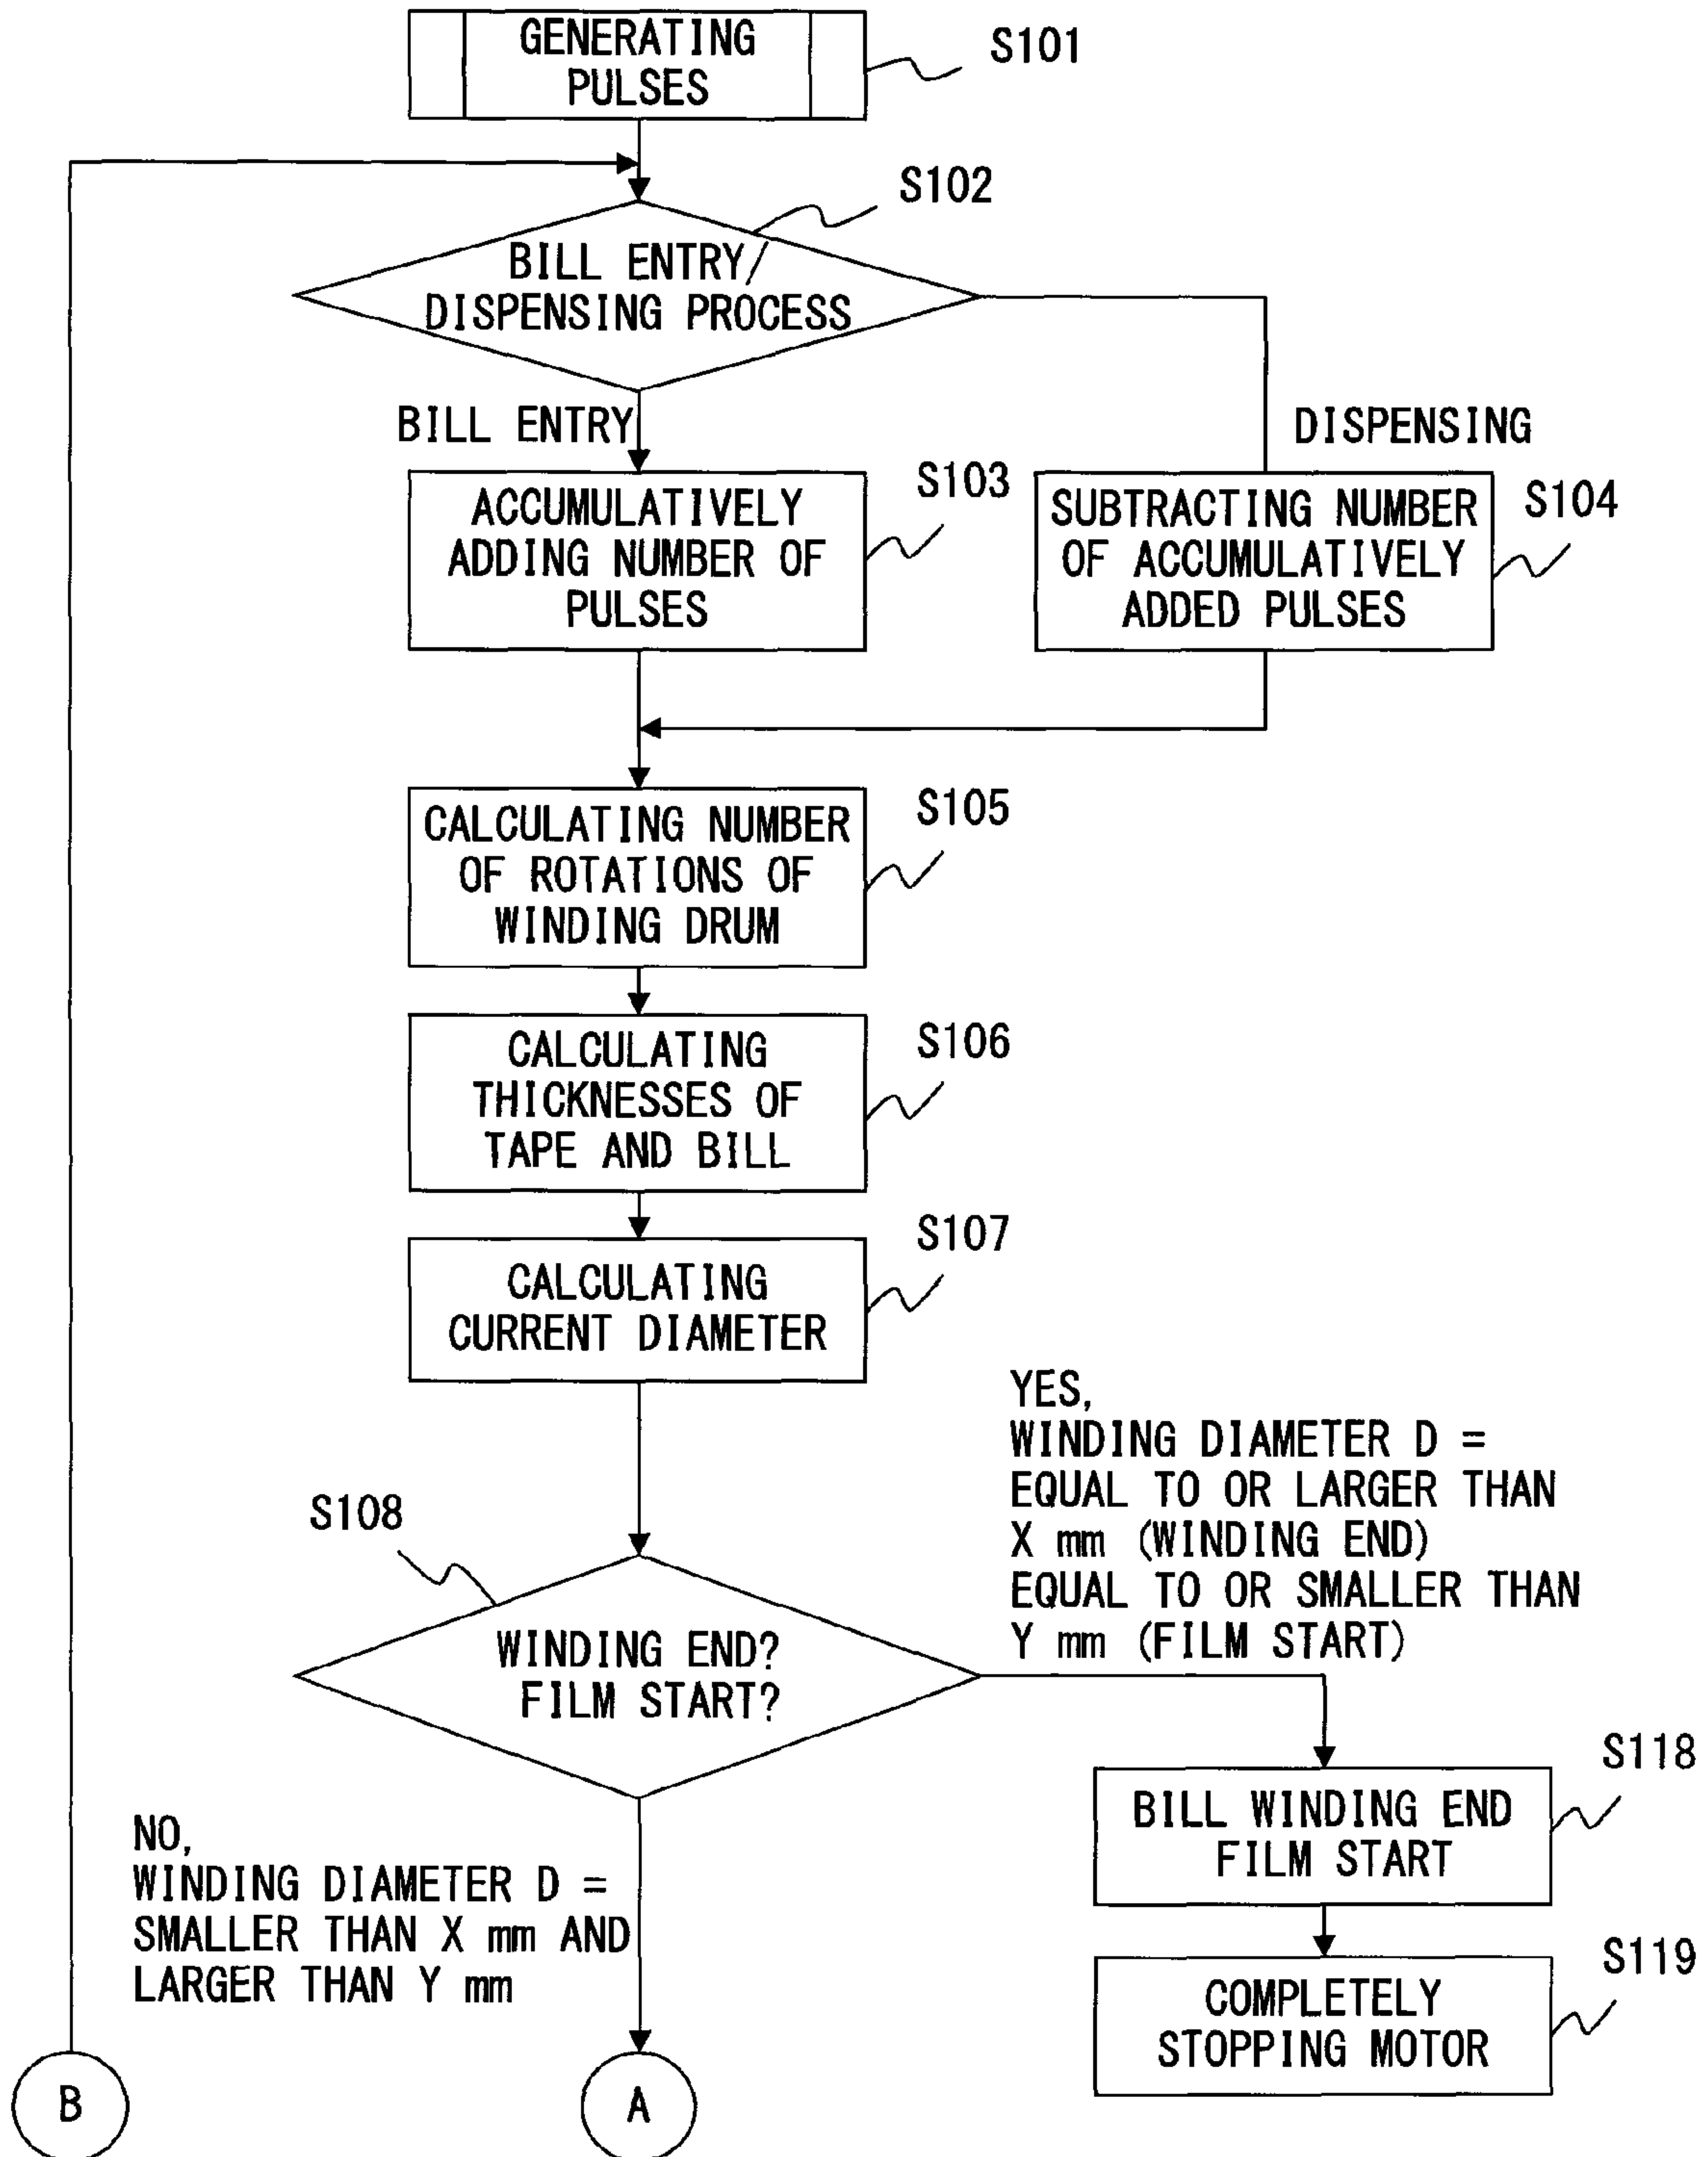 GENERATING
PULSES
S101
S102
BILL ENTRY/
DISPENSING PROCESS
BILL ENTRY
DISPENSING
ACCUMULATIVELY
ADDING NUMBER OF
PULSES
S103
SUBTRACTING NUMBER
OF ACCUMULATIVELY
ADDED PULSES
S104
CALCULATING NUMBER
OF ROTATIONS OF
WINDING DRUM
S105
CALCULATING
THICKNESSES OF
TAPE AND BILL
S106
CALCULATING
CURRENT DIAMETER
S107
YES,
WINDING DIAMETER D =
EQUAL TO OR LARGER THAN
X mm (WINDING END)
EQUAL TO OR SMALLER THAN
Y mm (FILM START)
S108
WINDING END?
FILM START?
BILL WINDING END
FILM START
S118
NO,
WINDING DIAMETER D =
SMALLER THAN X mm AND
LARGER THAN Y mm
COMPLETELY
STOPPING MOTOR
S119
B
A